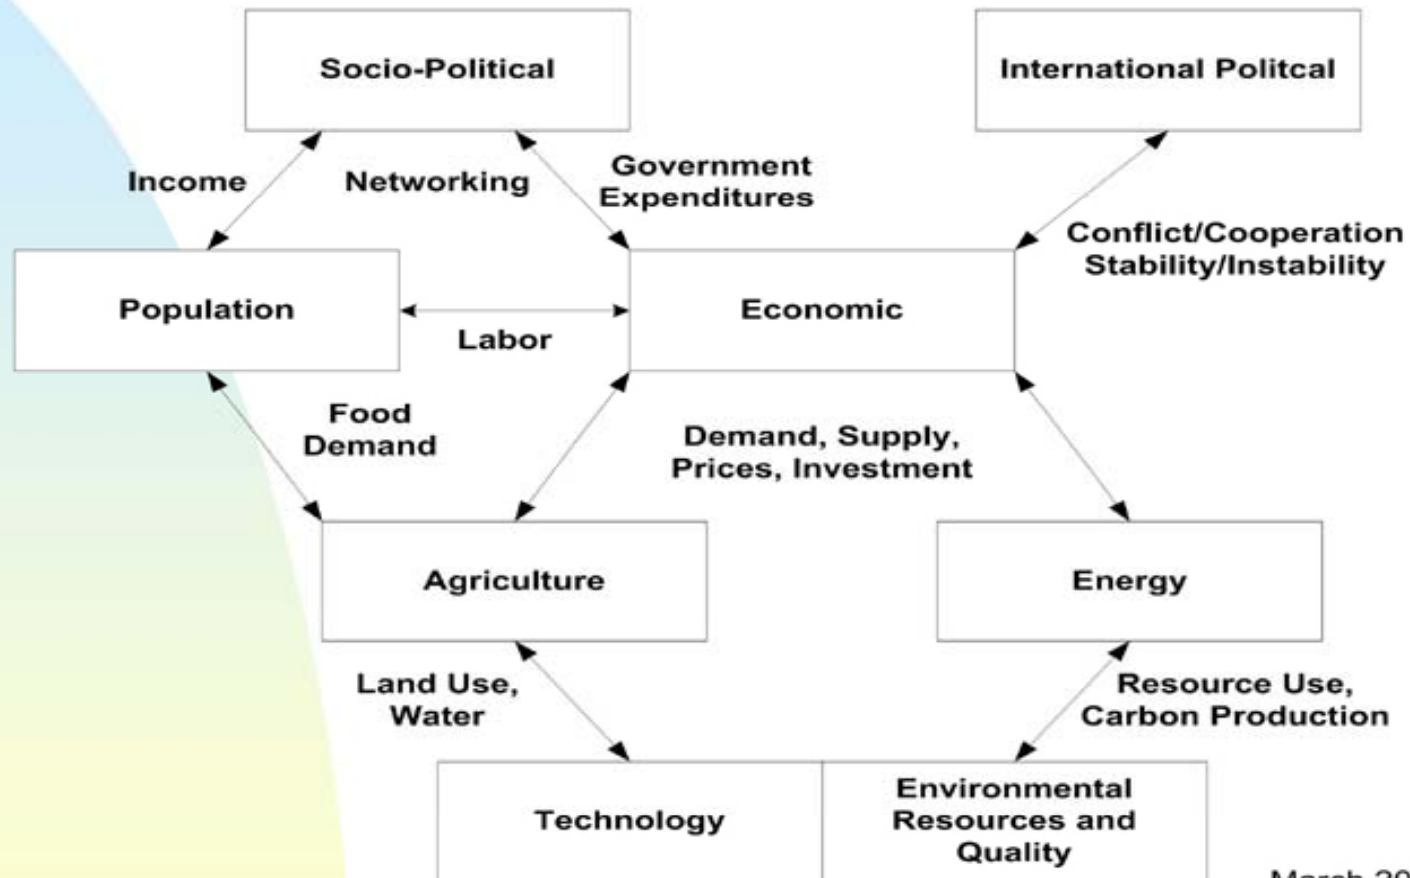 Socio-Political
International Politcal
Income
Networking
Government
Expenditures
Conflict/Cooperation
Stability/Instability
Population
Economic
Labor
Food
Demand
Demand, Supply,
Prices, Investment
Agriculture
Energy
Land Use,
Water
Resource Use,
Carbon Production
Technology
Environmental
Resources and
Quality
March